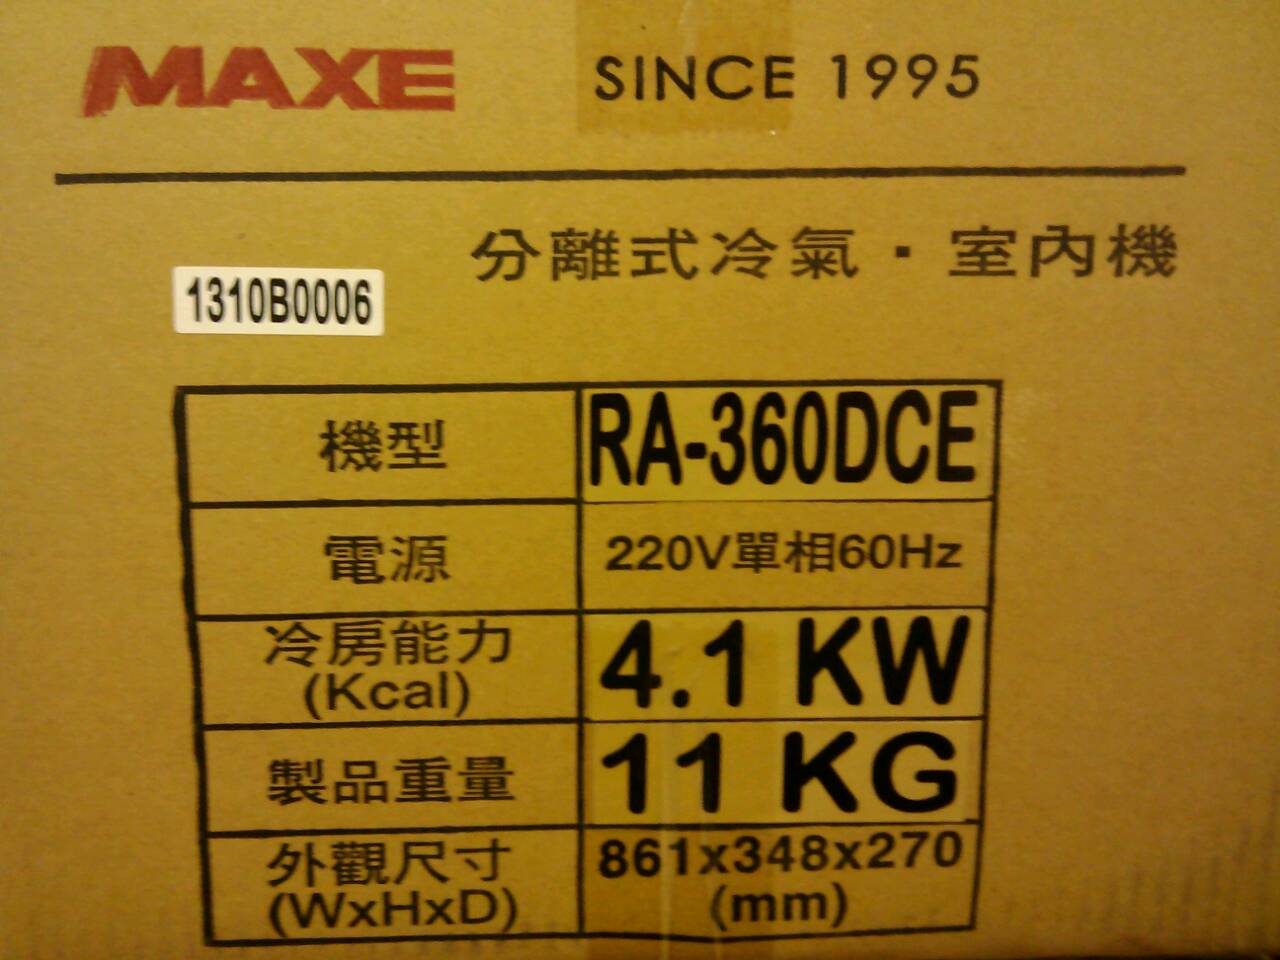 MAXE SINCE 1995
分離式冷氣・室內機
1310B0006
機型 RA-360DCE
電源 220V單相60Hz
冷房能力 4.1 KW
(Kcal)
製品重量 11 KG
外觀尺寸 861x348x270
(WxHxD) (mm)